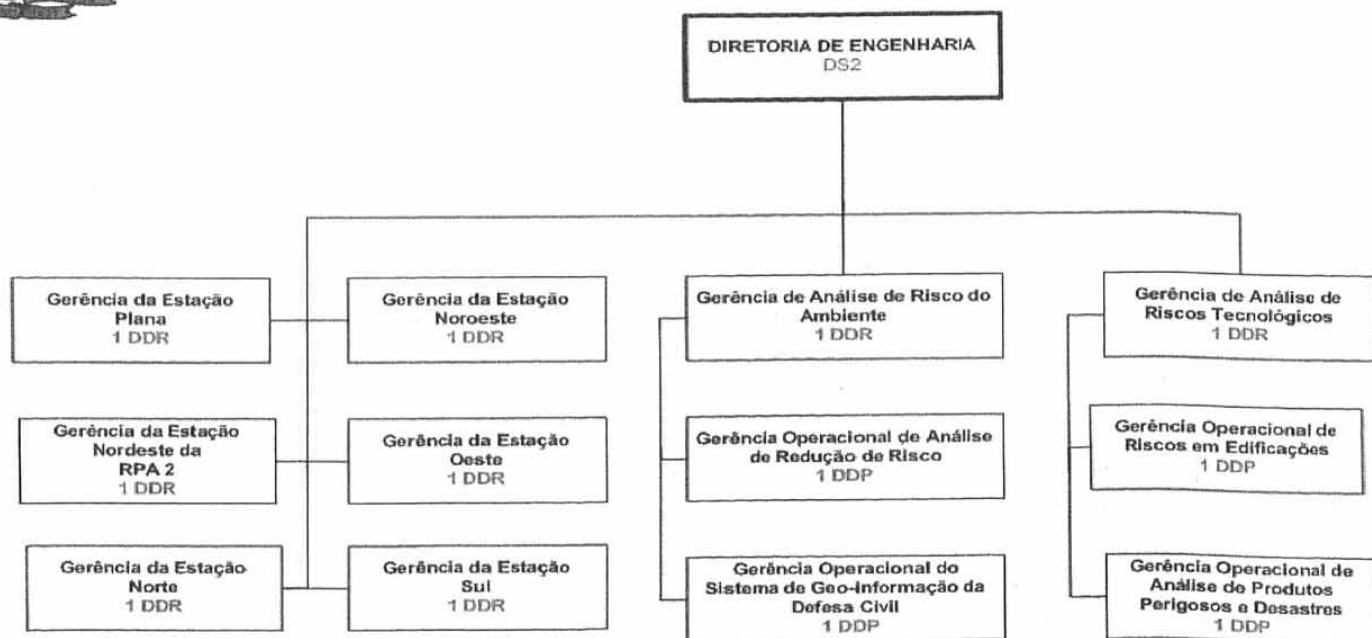 DIRETORIA DE ENGENHARIA
DS2
Gerência da Estação
Plana
1 DDR
Gerência da Estação
Noroeste
1 DDR
Gerência de Análise de Risco do
Ambiente
1 DDR
Gerência de Análise de
Riscos Tecnológicos
1 DDR
Gerência da Estação
Nordeste da
RPA 2
1 DDR
Gerência da Estação
Oeste
1 DDR
Gerência Operacional de Análise
de Redução de Risco
1 DDP
Gerência Operacional de
Riscos em Edificações
1 DDP
Gerência da Estação
Norte
1 DDR
Gerência da Estação
Sul
1 DDR
Gerência Operacional do
Sistema de Geo-Informação da
Defesa Civil
1 DDP
Gerência Operacional de
Análise de Produtos
Perigosos e Desastres
1 DDP